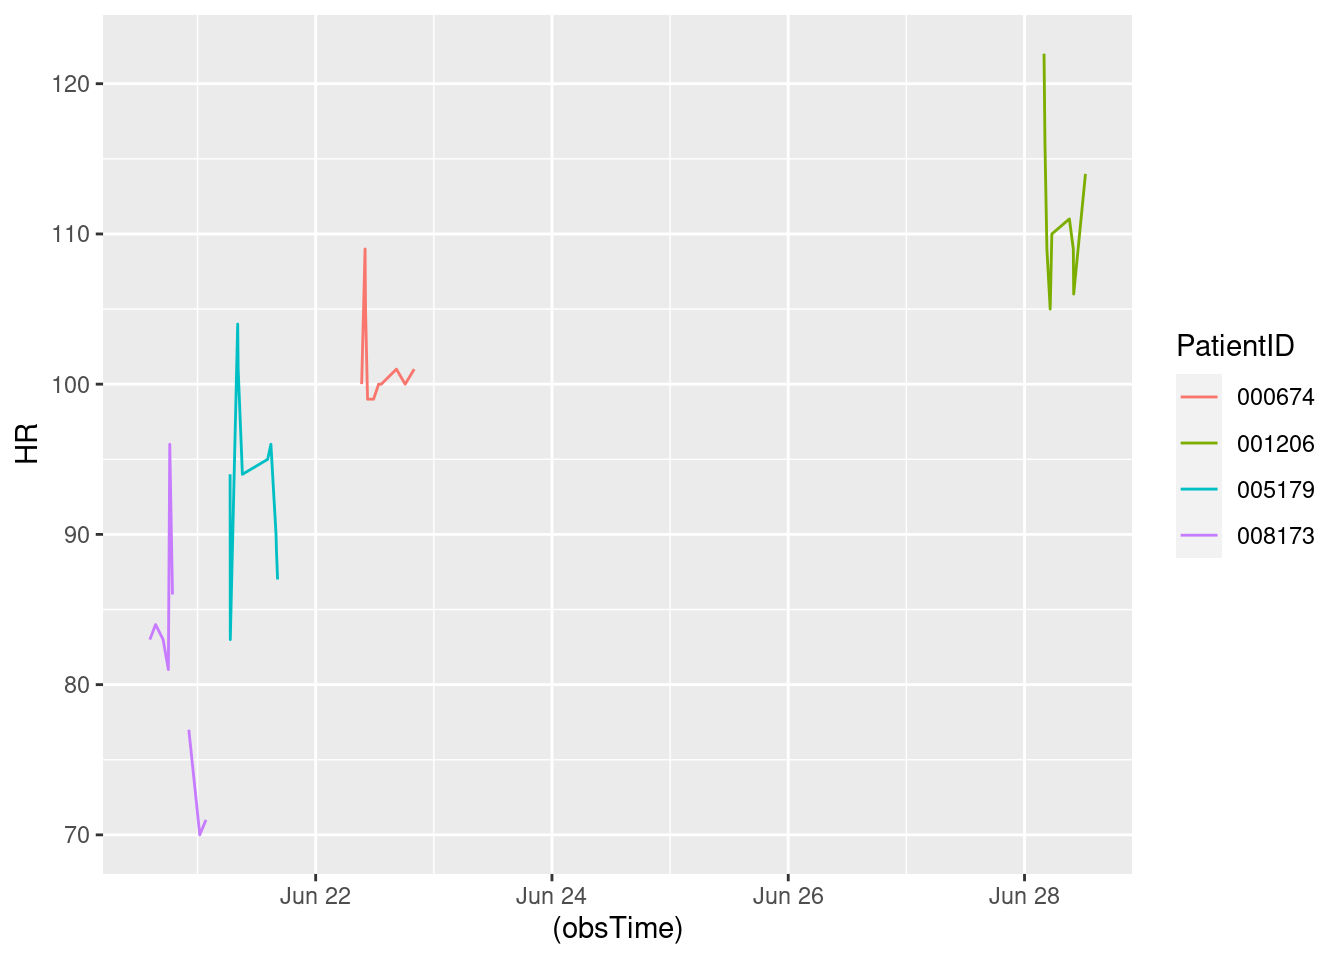 120
110
100
90
80
70
HR
Jun 22
Jun 24
Jun 26
Jun 28
(obsTime)
PatientID
000674
001206
005179
008173